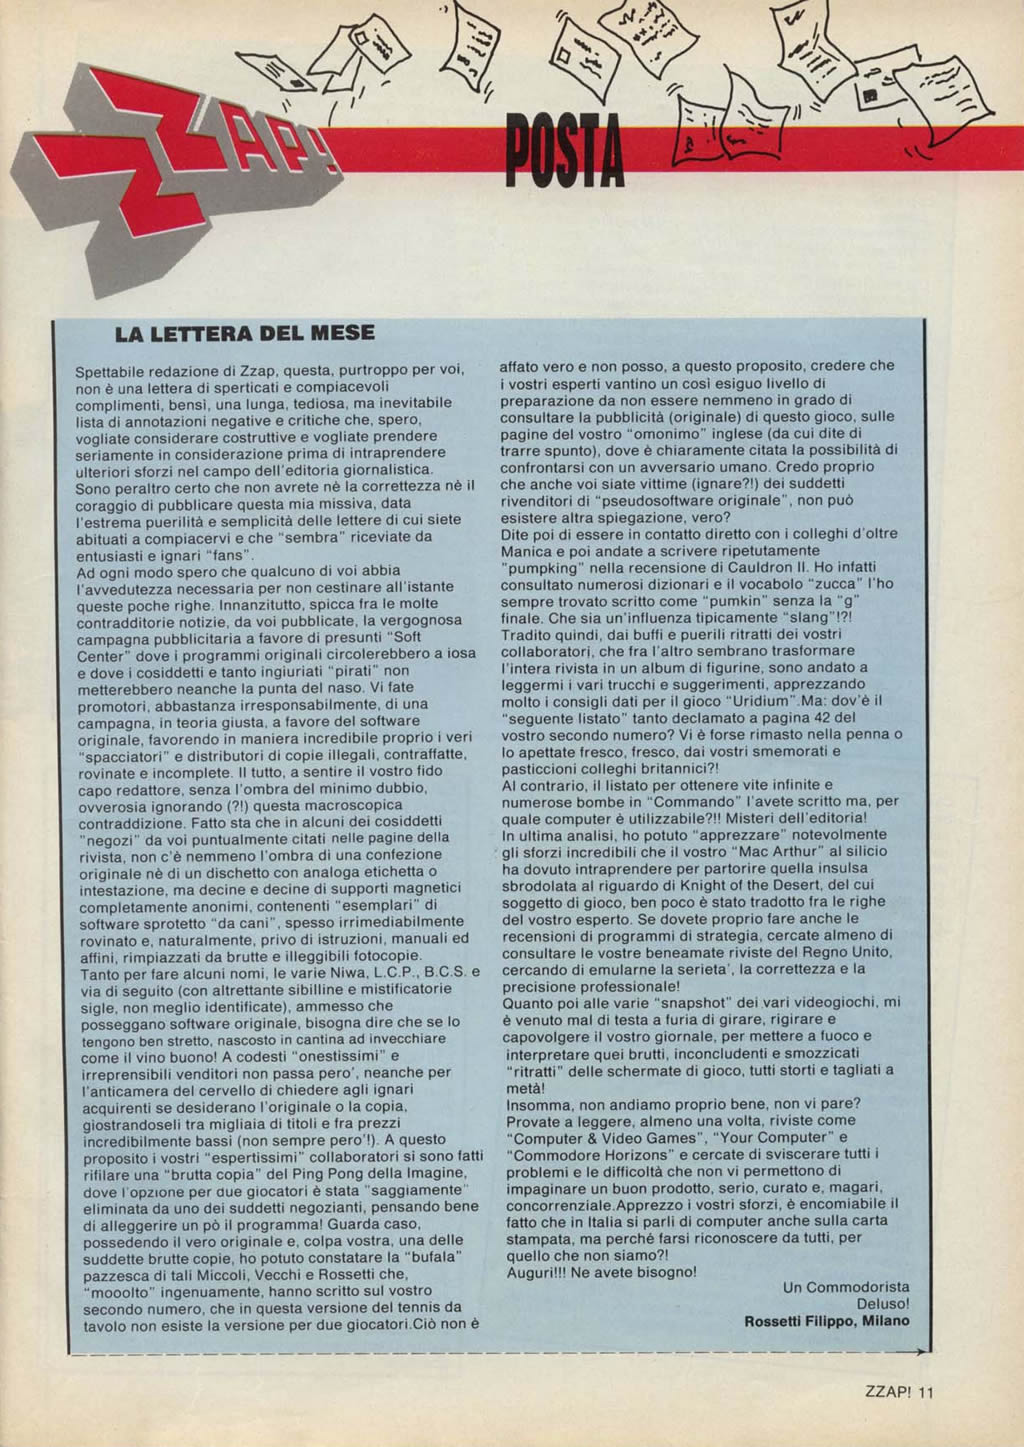 ZZAP!
POSTA
LA LETTERA DEL MESE
Spettabile redazione di Zzap, questa, purtroppo per voi,
non è una lettera di sperticati e compiacevoli
complimenti, bensì, una lunga, tediosa, ma inevitabile
lista di annotazioni negative e critiche che, spero,
vogliate considerare costruttive e vogliate prendere
seriamente in considerazione prima di intraprendere
ulteriori sforzi nel campo dell'editoria giornalistica.
Sono peraltro certo che non avrete nè la correttezza nè il
coraggio di pubblicare questa mia missiva, data
l'estrema puerilità e semplicità delle lettere di cui siete
abituati a compiacervi e che "sembra" riceviate da
entusiasti e ignari "fans".
Ad ogni modo spero che qualcuno di voi abbia
l'avvedutezza necessaria per non cestinare all'istante
queste poche righe. Innanzitutto, spicca fra le molte
contradditorie notizie, da voi pubblicate, la vergognosa
campagna pubblicitaria a favore di presunti "Soft
Center" dove i programmi originali circolerebbero a iosa
e dove i cosiddetti e tanto ingiuriati "pirati" non
metterebbero neanche la punta del naso. Vi fate
promotori, abbastanza irresponsabilmente, di una
campagna, in teoria giusta, a favore del software
originale, favorendo in maniera incredibile proprio i veri
"spacciatori" e distributori di copie illegali, contraffatte,
rovinate e incomplete. Il tutto, a sentire il vostro fido
capo redattore, senza l'ombra del minimo dubbio,
ovverosia ignorando (?!) questa macroscopica
contraddizione. Fatto sta che in alcuni dei cosiddetti
"negozi" da voi puntualmente citati nelle pagine della
rivista, non c'è nemmeno l'ombra di una confezione
originale nè di un dischetto con analoga etichetta o
intestazione, ma decine e decine di supporti magnetici
completamente anonimi, contenenti "esemplari" di
software sprotetto "da cani", spesso irrimediabilmente
rovinato e, naturalmente, privo di istruzioni, manuali ed
affini, rimpiazzati da brutte e illeggibili fotocopie.
Tanto per fare alcuni nomi, le varie Niwa, L.C.P., B.C.S. e
via di seguito (con altrettante sibilline e mistificatorie
sigle, non meglio identificate), ammesso che
posseggano software originale, bisogna dire che se lo
tengono ben stretto, nascosto in cantina ad invecchiare
come il vino buono! A codesti "onestissimi" e
irreprensibili venditori non passa pero', neanche per
l'anticamera del cervello di chiedere agli ignari
acquirenti se desiderano l'originale o la copia,
giostrandoseli tra migliaia di titoli e fra prezzi
incredibilmente bassi (non sempre pero'!). A questo
proposito i vostri "espertissimi" collaboratori si sono fatti
rifilare una "brutta copia" del Ping Pong della Imagine,
dove l'opzione per due giocatori è stata "saggiamente"
eliminata da uno dei suddetti negozianti, pensando bene
di alleggerire un pò il programma! Guarda caso,
possedendo il vero originale e, colpa vostra, una delle
suddette brutte copie, ho potuto constatare la "bufala"
pazzesca di tali Miccoli, Vecchi e Rossetti che,
"mooolto" ingenuamente, hanno scritto sul vostro
secondo numero, che in questa versione del tennis da
tavolo non esiste la versione per due giocatori.Ciò non è
affato vero e non posso, a questo proposito, credere che
i vostri esperti vantino un così esiguo livello di
preparazione da non essere nemmeno in grado di
consultare la pubblicità (originale) di questo gioco, sulle
pagine del vostro "omonimo" inglese (da cui dite di
trarre spunto), dove è chiaramente citata la possibilità di
confrontarsi con un avversario umano. Credo proprio
che anche voi siate vittime (ignare?!) dei suddetti
rivenditori di "pseudosoftware originale", non può
esistere altra spiegazione, vero?
Dite poi di essere in contatto diretto con i colleghi d'oltre
Manica e poi andate a scrivere ripetutamente
"pumpking" nella recensione di Cauldron II. Ho infatti
consultato numerosi dizionari e il vocabolo "zucca" l'ho
sempre trovato scritto come "pumkin" senza la "g"
finale. Che sia un'influenza tipicamente "slang"!?!
Tradito quindi, dai buffi e puerili ritratti dei vostri
collaboratori, che fra l'altro sembrano trasformare
l'intera rivista in un album di figurine, sono andato a
leggermi i vari trucchi e suggerimenti, apprezzando
molto i consigli dati per il gioco "Uridium".Ma: dov'è il
"seguente listato" tanto declamato a pagina 42 del
vostro secondo numero? Vi è forse rimasto nella penna o
lo apettate fresco, fresco, dai vostri smemorati e
pasticcioni colleghi britannici?!
Al contrario, il listato per ottenere vite infinite e
numerose bombe in "Commando" l'avete scritto ma, per
quale computer è utilizzabile?!! Misteri dell'editoria!
In ultima analisi, ho potuto "apprezzare" notevolmente
gli sforzi incredibili che il vostro "Mac Arthur" al silicio
ha dovuto intraprendere per partorire quella insulsa
sbrodolata al riguardo di Knight of the Desert, del cui
soggetto di gioco, ben poco è stato tradotto fra le righe
del vostro esperto. Se dovete proprio fare anche le
recensioni di programmi di strategia, cercate almeno di
consultare le vostre beneamate riviste del Regno Unito,
cercando di emularne la serieta', la correttezza e la
precisione professionale!
Quanto poi alle varie "snapshot" dei vari videogiochi, mi
è venuto mal di testa a furia di girare, rigirare e
capovolgere il vostro giornale, per mettere a fuoco e
interpretare quei brutti, inconcludenti e smozzicati
"ritratti" delle schermate di gioco, tutti storti e tagliati a
metà!
Insomma, non andiamo proprio bene, non vi pare?
Provate a leggere, almeno una volta, riviste come
"Computer & Video Games", "Your Computer" e
"Commodore Horizons" e cercate di sviscerare tutti i
problemi e le difficoltà che non vi permettono di
impaginare un buon prodotto, serio, curato e, magari,
concorrenziale.Apprezzo i vostri sforzi, è encomiabile il
fatto che in Italia si parli di computer anche sulla carta
stampata, ma perché farsi riconoscere da tutti, per
quello che non siamo?!
Auguri!!! Ne avete bisogno!
Un Commodorista
Deluso!
Rossetti Filippo, Milano
ZZAP! 11